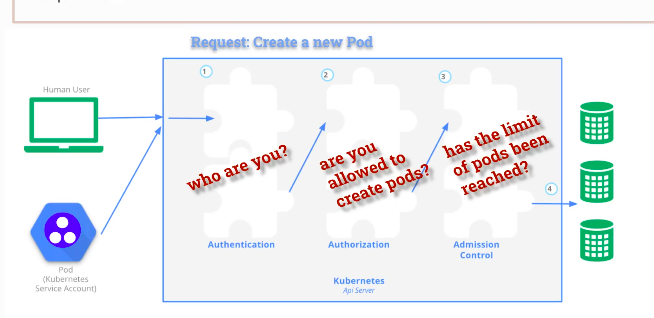 Request: Create a new Pod
Human User
1
2
3
who are you?
are you
allowed to
create pods?
has the limit
of pods been
reached?
4
Pod
(Kubernetes
Service Account)
Authentication
Authorization
Admission
Control
Kubernetes
Api Server